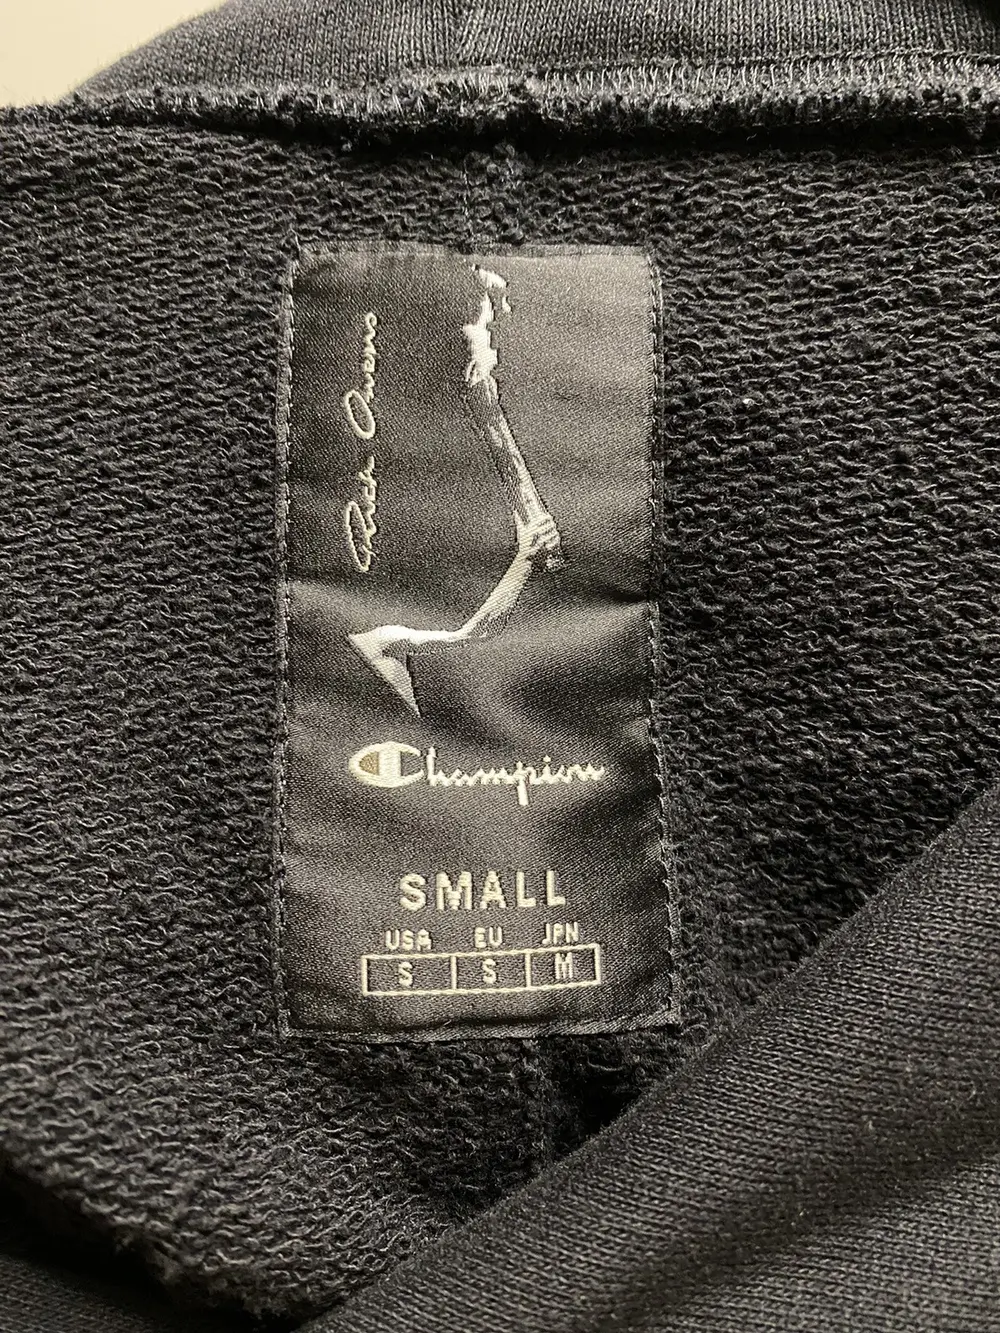 Rick Owens
Champion
SMALL
USA EU JPN
S S M